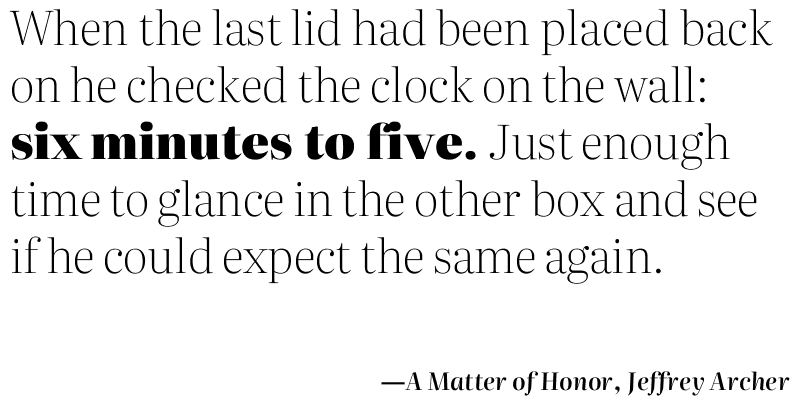 When the last lid had been placed back
on he checked the clock on the wall:
six minutes to five. Just enough
time to glance in the other box and see
if he could expect the same again.
—A Matter of Honor, Jeffrey Archer